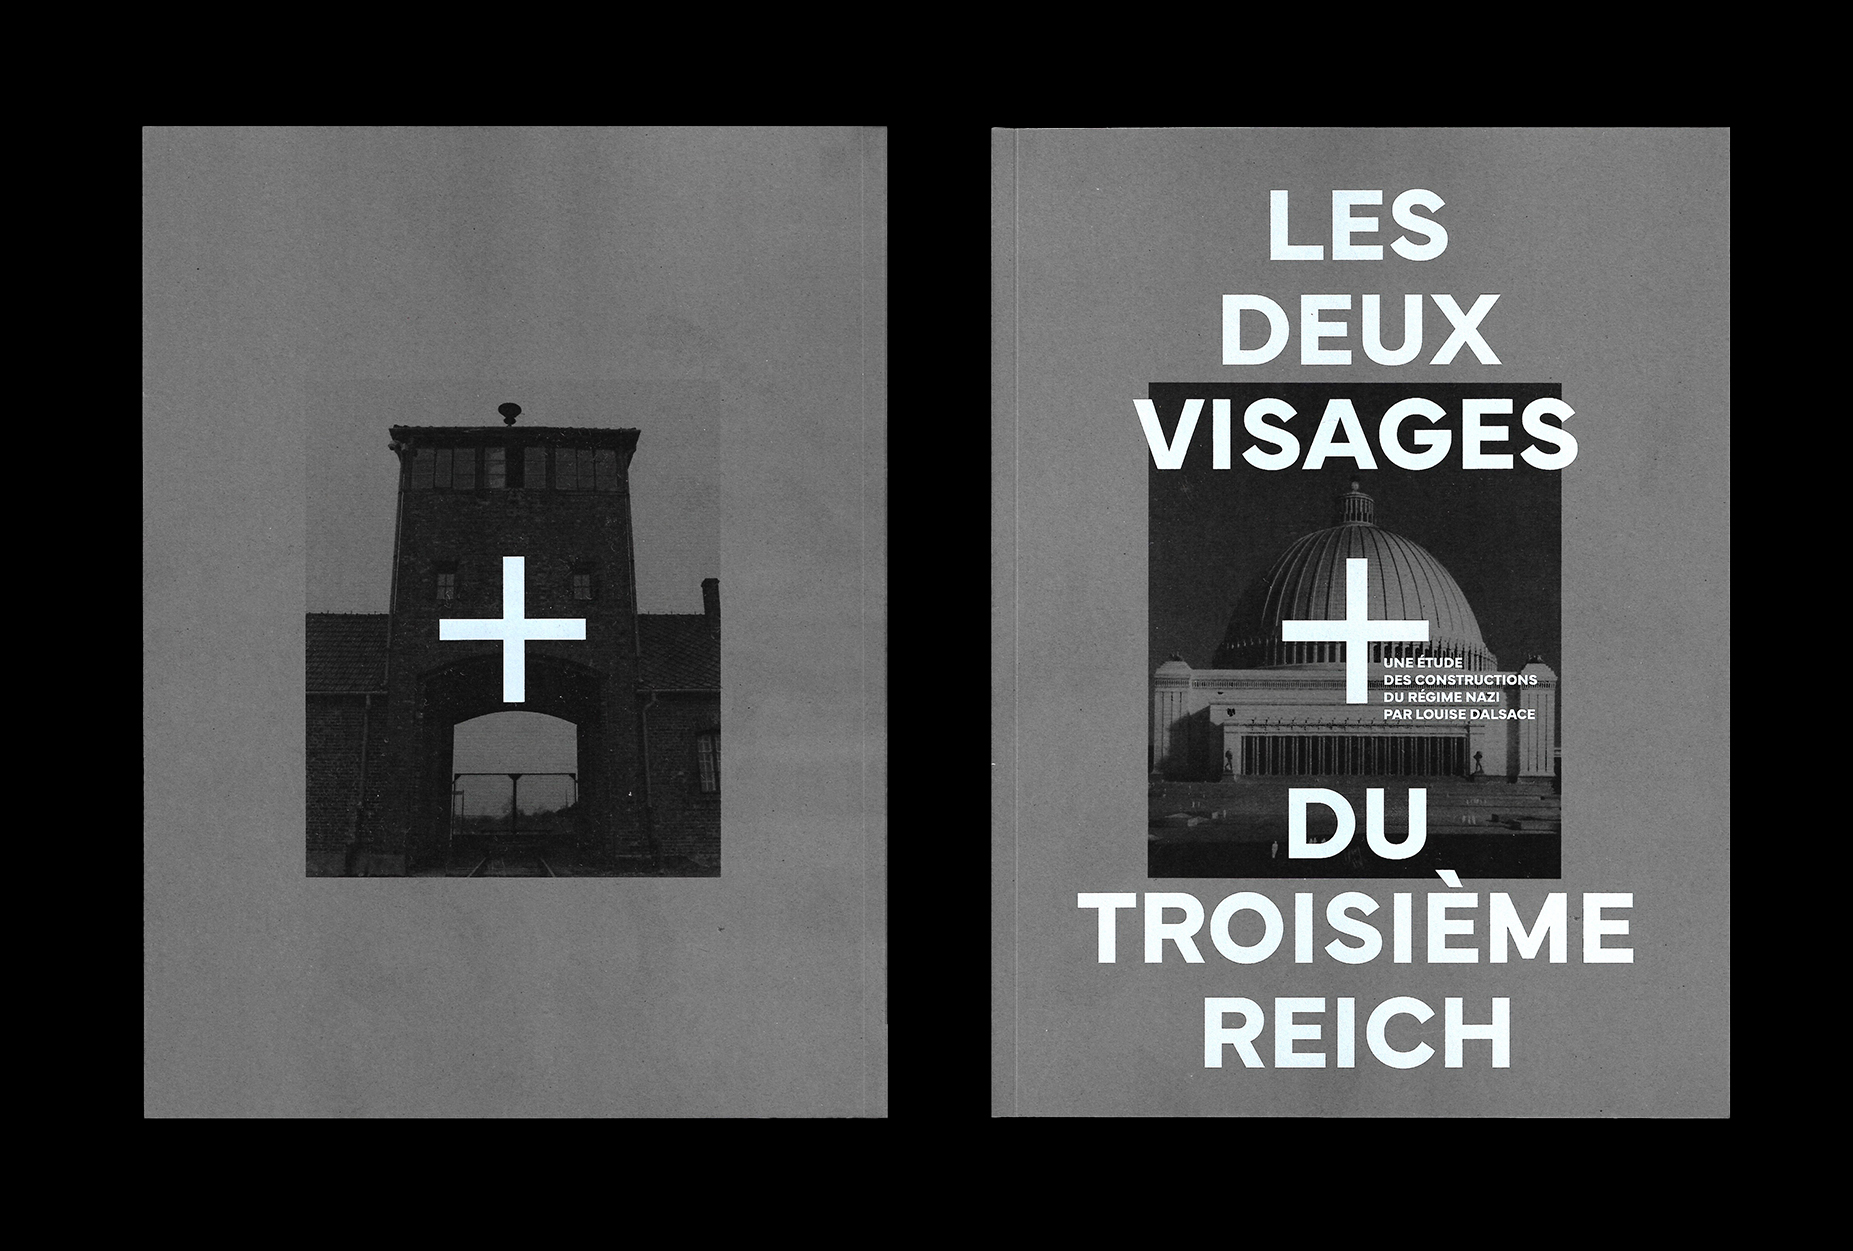 LES
DEUX
VISAGES
UNE ÉTUDE
DES CONSTRUCTIONS
DU RÉGIME NAZI
PAR LOUISE DALSACE
DU
TROISIÈME
REICH